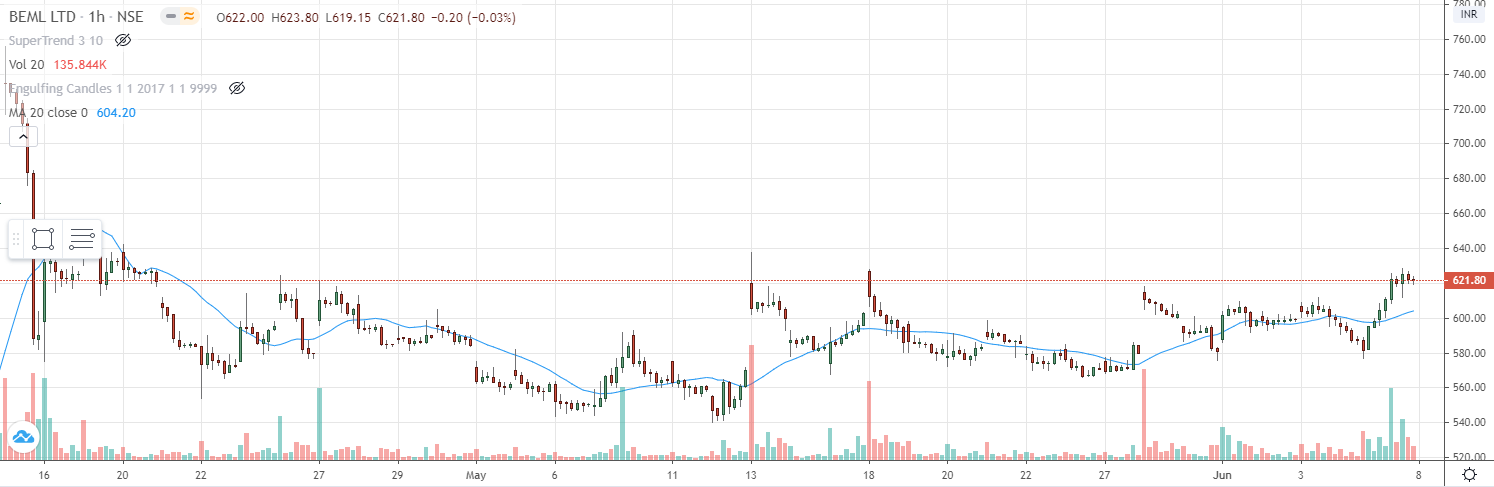 BEML LTD · 1h · NSE O622.00 H623.80 L619.15 C621.80 −0.20 (−0.03%)
SuperTrend 3 10
Vol 20 135.844K
Engulfing Candles 1 1 2017 1 1 9999
MA 20 close 0 604.20
780.00
INR
760.00
740.00
720.00
700.00
680.00
660.00
640.00
621.80
600.00
580.00
560.00
540.00
520.00
16 20 22 27 29 May 6 11 13 18 20 22 27 Jun 3 8